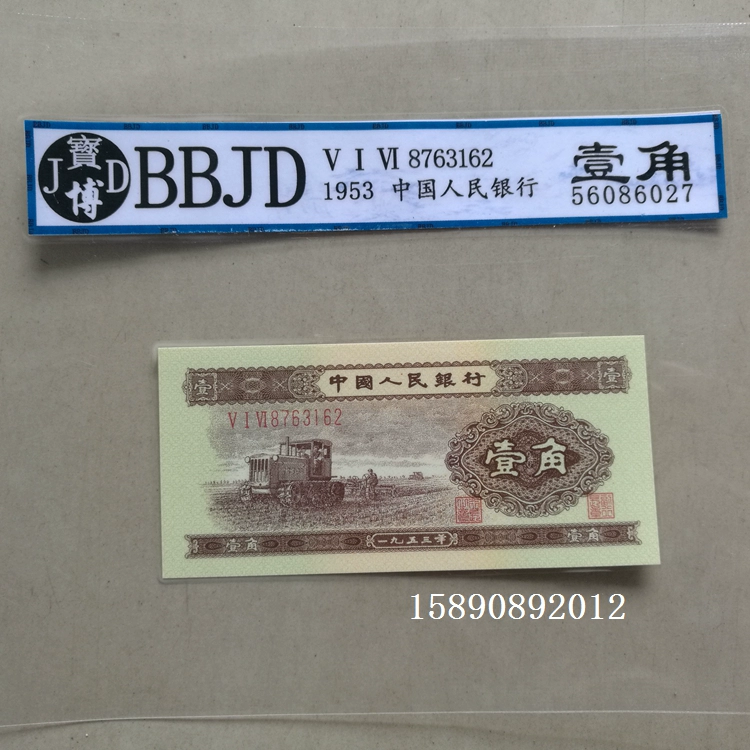 寶
J D
博
BBJD
V I VI 8763162
1953 中国人民银行
壹角
56086027
中國人民銀行
壹 壹
V I VI 8763162
壹角
壹角 一九五三年 壹角
15890892012